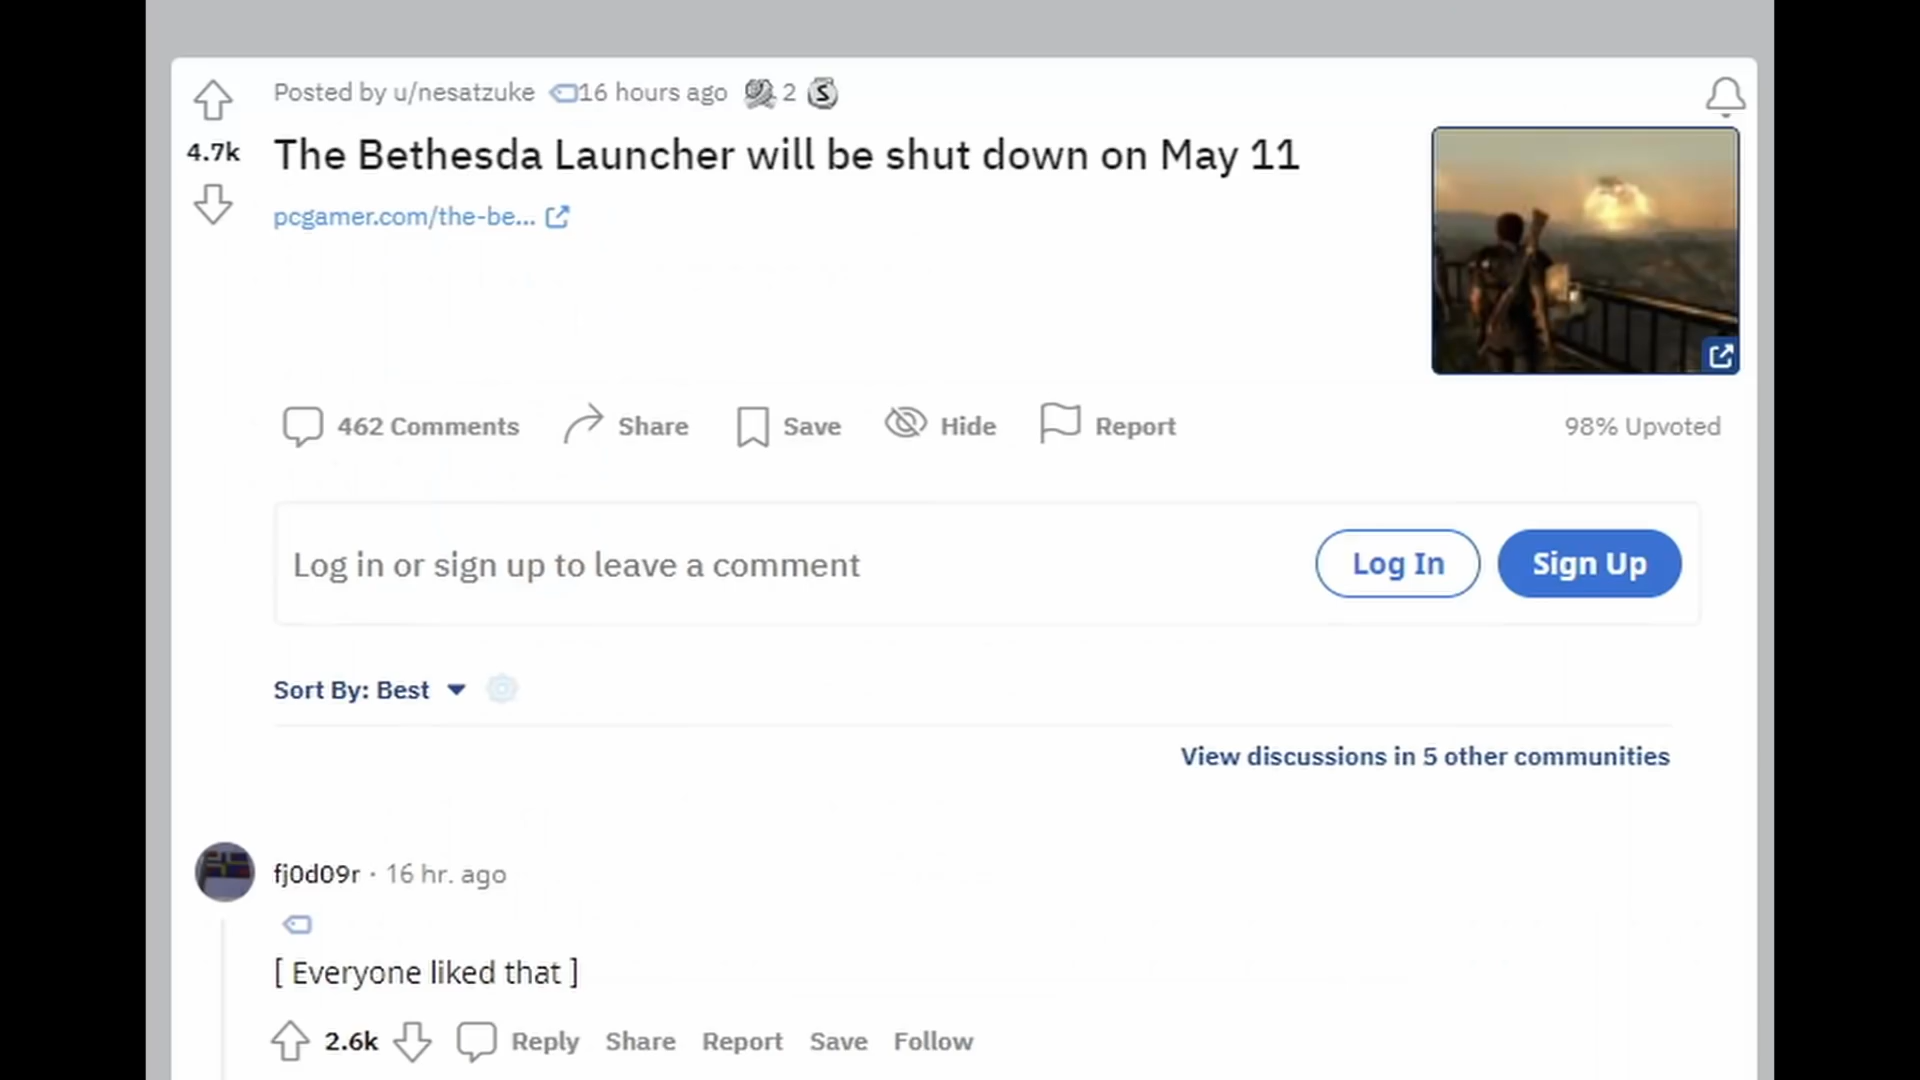 Posted by u/nesatzuke 16 hours ago 2 S
4.7k
The Bethesda Launcher will be shut down on May 11
pcgamer.com/the-be...
462 Comments Share Save Hide Report 98% Upvoted
Log in or sign up to leave a comment Log In Sign Up
Sort By: Best
View discussions in 5 other communities
fj0d09r · 16 hr. ago
[ Everyone liked that ]
2.6k Reply Share Report Save Follow